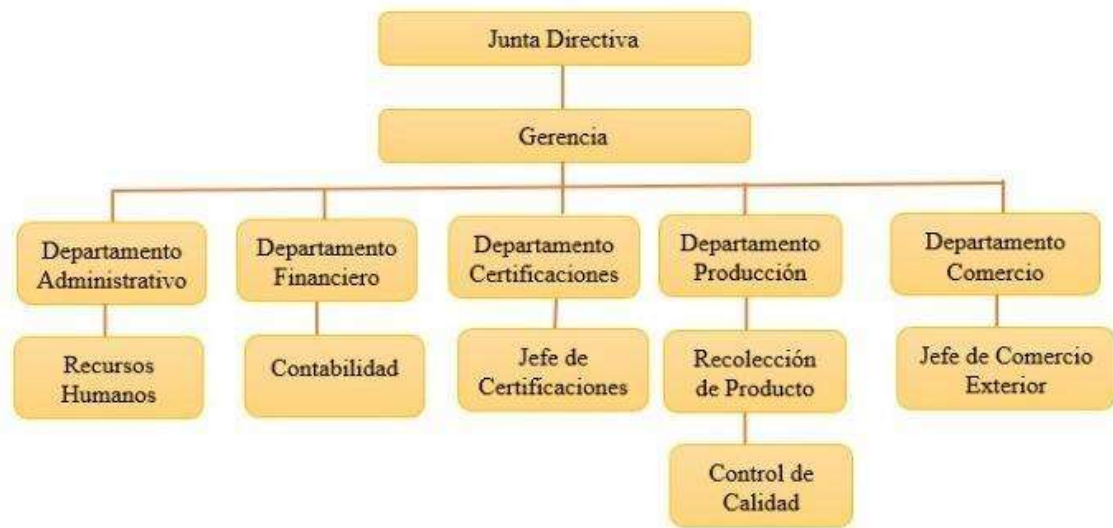 Junta Directiva
Gerencia
Departamento
Administrativo
Departamento
Financiero
Departamento
Certificaciones
Departamento
Producción
Departamento
Comercio
Recursos
Humanos
Contabilidad
Jefe de
Certificaciones
Recolección
de Producto
Jefe de Comercio
Exterior
Control de
Calidad